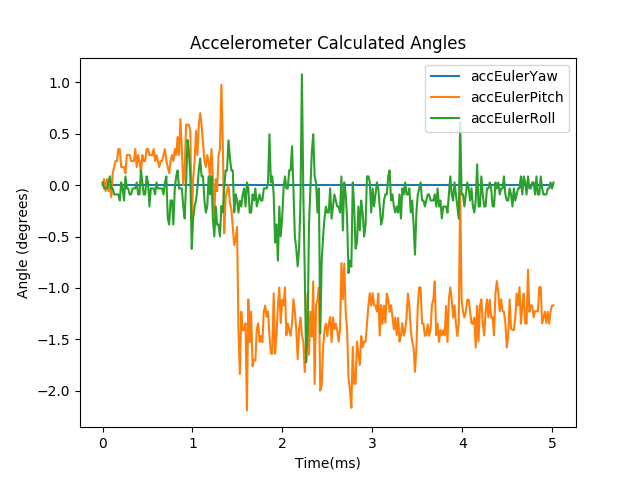 Accelerometer Calculated Angles
accEulerYaw
accEulerPitch
accEulerRoll
1.0
0.5
0.0
−0.5
−1.0
−1.5
−2.0
Angle (degrees)
0 1 2 3 4 5
Time(ms)